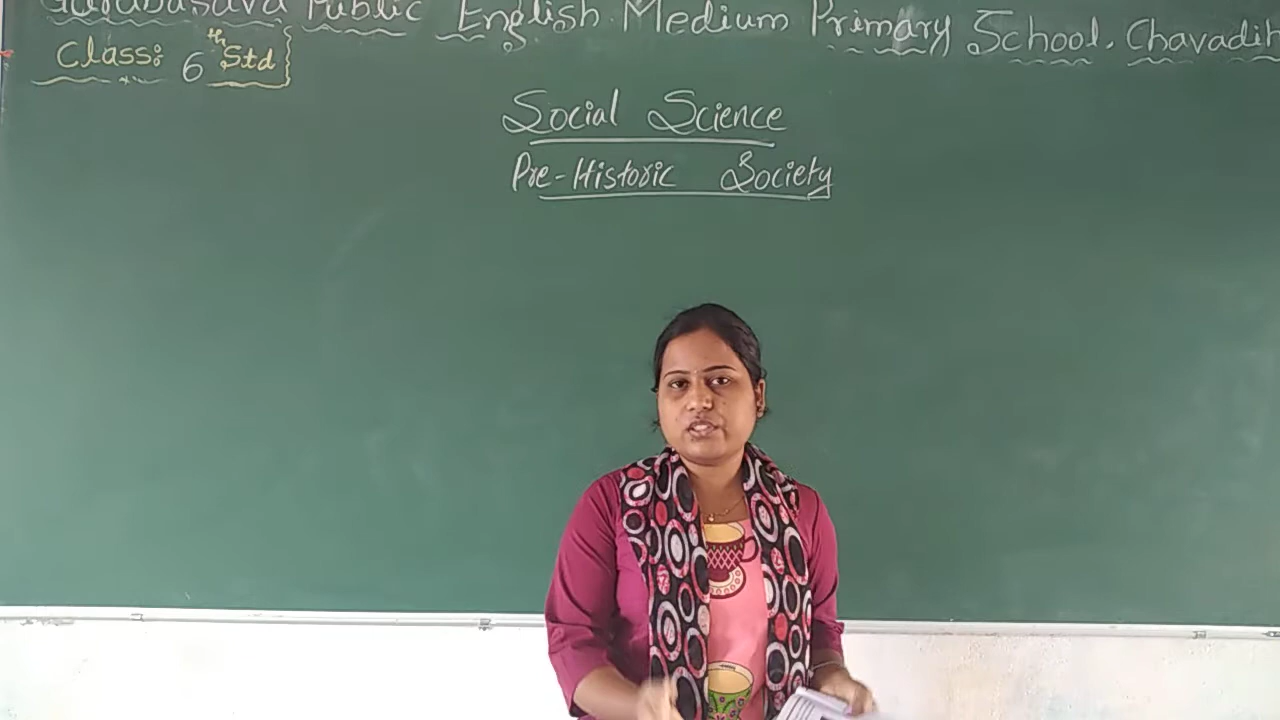 Public English Medium Primary School, Chavadih
Class: 6th Std
Social Science
Pre-Historic Society